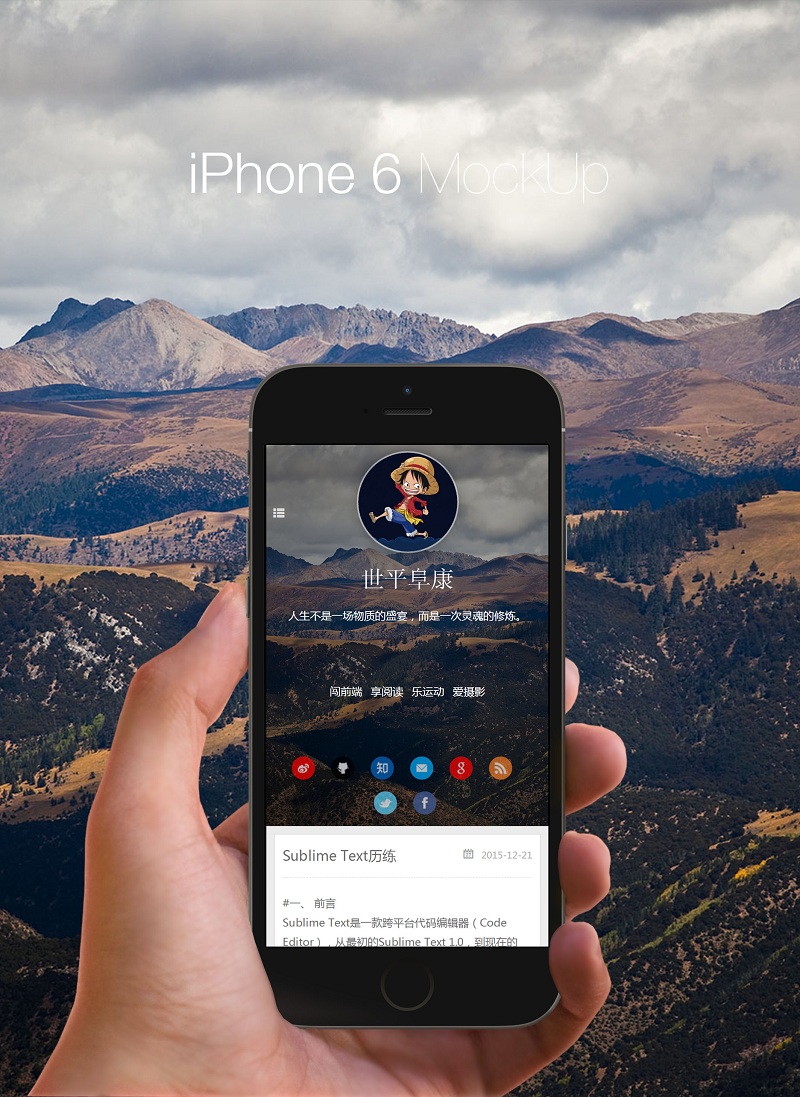 iPhone 6 MockUp
世平阜康
人生不是一场物质的盛宴，而是一次灵魂的修炼。
闯前端 享阅读 乐运动 爱摄影
知
8
f
Sublime Text历练 2015-12-21
#一、 前言
Sublime Text是一款跨平台代码编辑器（Code
Editor），从最初的Sublime Text 1.0，到现在的